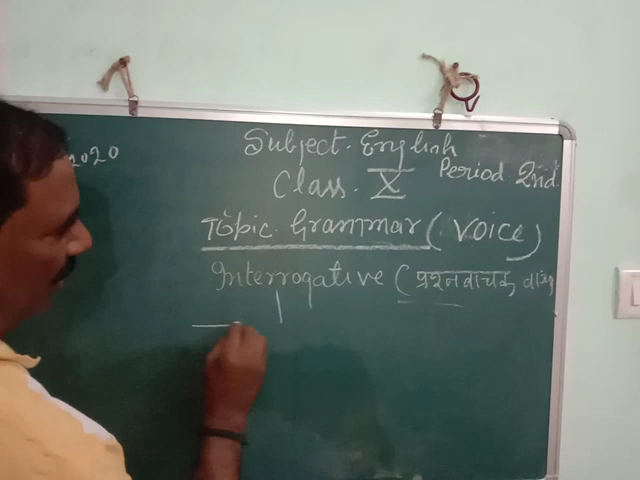 2020
Subject. English
Period. 2nd.
Class. X
Topic. Grammar (Voice)
Interrogative (प्रश्नवाचक